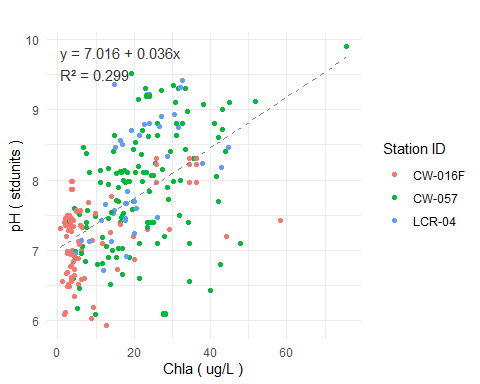 y = 7.016 + 0.036x
R² = 0.299
10
9
8
7
6
pH ( stdunits )
0
20
40
60
Chla ( ug/L )
Station ID
CW-016F
CW-057
LCR-04